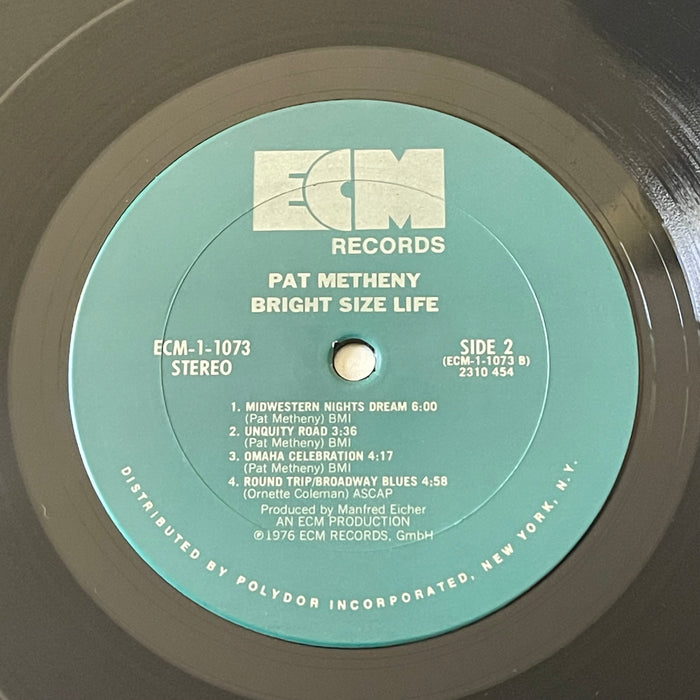 ECM
RECORDS
PAT METHENY
BRIGHT SIZE LIFE
ECM-1-1073
STEREO
SIDE 2
(ECM-1-1073 B)
2310 454
1. MIDWESTERN NIGHTS DREAM 6:00
(Pat Metheny) BMI
2. UNQUITY ROAD 3:36
(Pat Metheny) BMI
3. OMAHA CELEBRATION 4:17
(Pat Metheny) BMI
4. ROUND TRIP/BROADWAY BLUES 4:58
(Ornette Coleman) ASCAP
Produced by Manfred Eicher
AN ECM PRODUCTION
℗1976 ECM RECORDS, GmbH
DISTRIBUTED BY POLYDOR INCORPORATED, NEW YORK, N.Y.